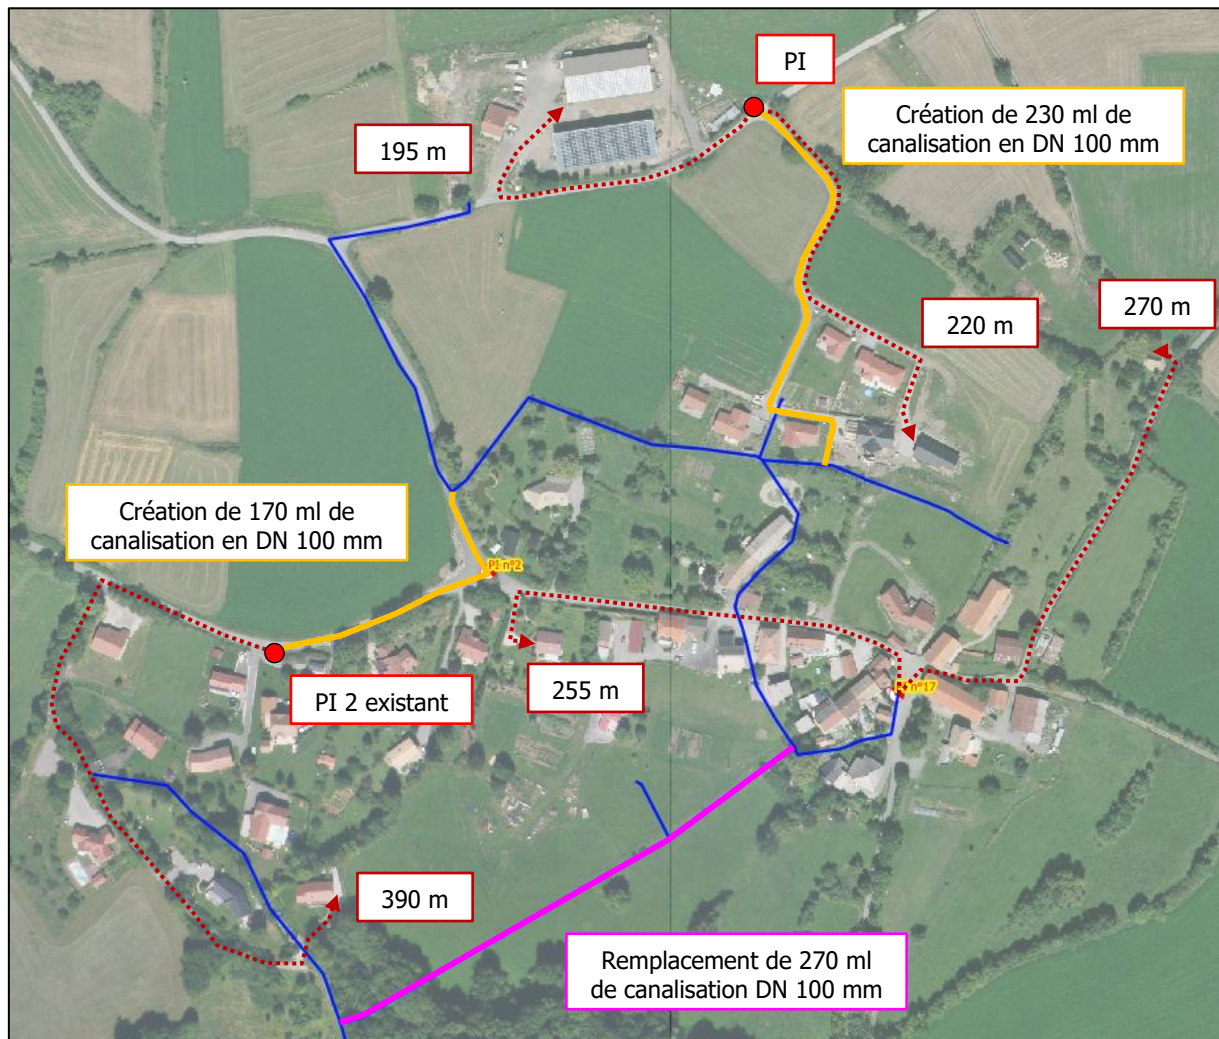 PI
Création de 230 ml de
canalisation en DN 100 mm
195 m
270 m
220 m
Création de 170 ml de
canalisation en DN 100 mm
PI n°2
255 m
n°17
PI 2 existant
390 m
Remplacement de 270 ml
de canalisation DN 100 mm